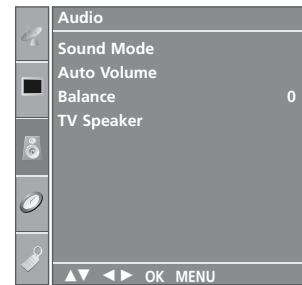 Audio
Sound Mode
Auto Volume
Balance 0
TV Speaker
▲▼ ◄► OK MENU